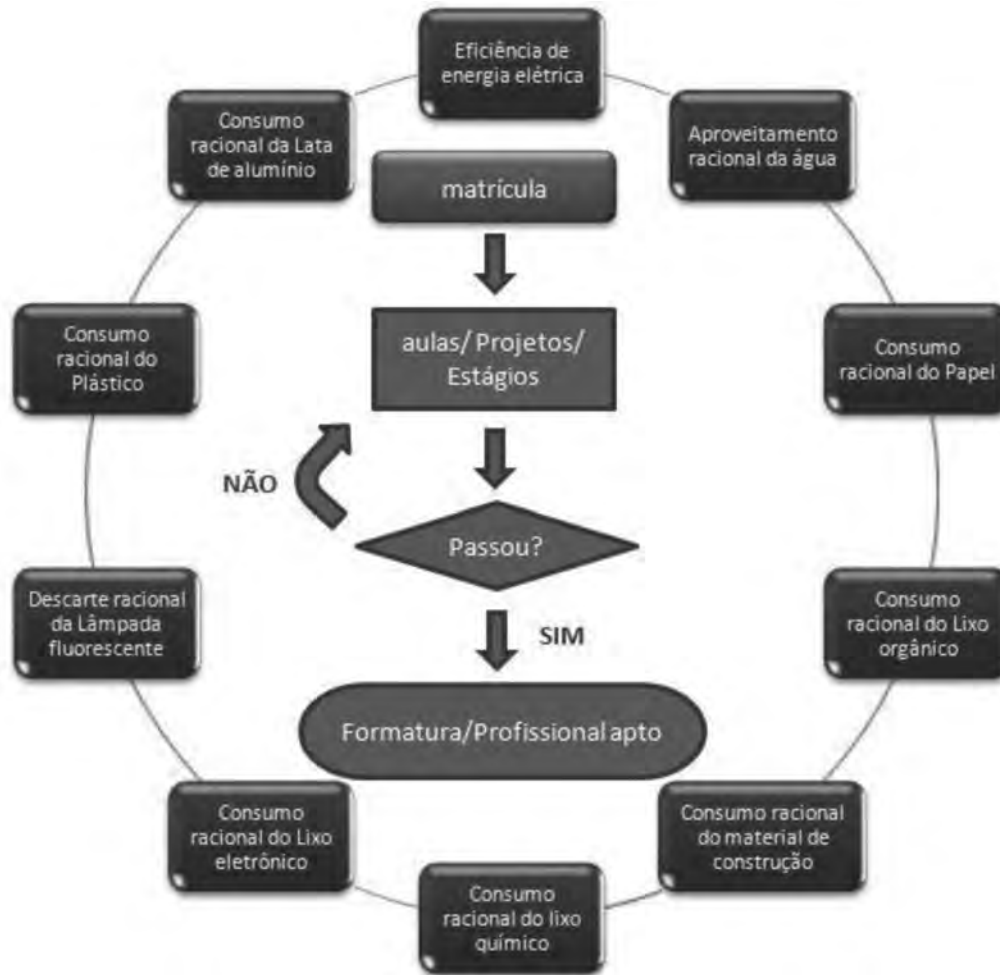 Eficiência de
energia elétrica
Aproveitamento
racional da água
Consumo
racional do Papel
Consumo
racional do Lixo
orgânico
Consumo racional
do material de
construção
Consumo
racional do lixo
químico
Consumo
racional do Lixo
eletrônico
Descarte racional
da Lâmpada
fluorescente
Consumo
racional do
Plástico
Consumo
racional da Lata
de alumínio
matrícula
aulas/ Projetos/
Estágios
NÃO
Passou?
SIM
Formatura/Profissional apto